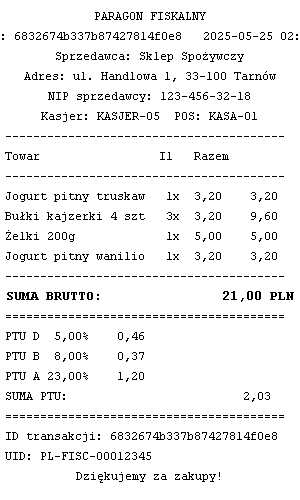 PARAGON FISKALNY
: 6832674b337b87427814f0e8 2025-05-25 02:
Sprzedawca: Sklep Spożywczy
Adres: ul. Handlowa 1, 33-100 Tarnów
NIP sprzedawcy: 123-456-32-18
Kasjer: KASJER-05 POS: KASA-01
----------------------------------------
Towar Il Razem
----------------------------------------
Jogurt pitny truskaw 1x 3,20 3,20
Bułki kajzerki 4 szt 3x 3,20 9,60
Żelki 200g 1x 5,00 5,00
Jogurt pitny wanilio 1x 3,20 3,20
----------------------------------------
SUMA BRUTTO: 21,00 PLN
========================================
PTU D 5,00% 0,46
PTU B 8,00% 0,37
PTU A 23,00% 1,20
SUMA PTU: 2,03
========================================
ID transakcji: 6832674b337b87427814f0e8
UID: PL-FISC-00012345
Dziękujemy za zakupy!